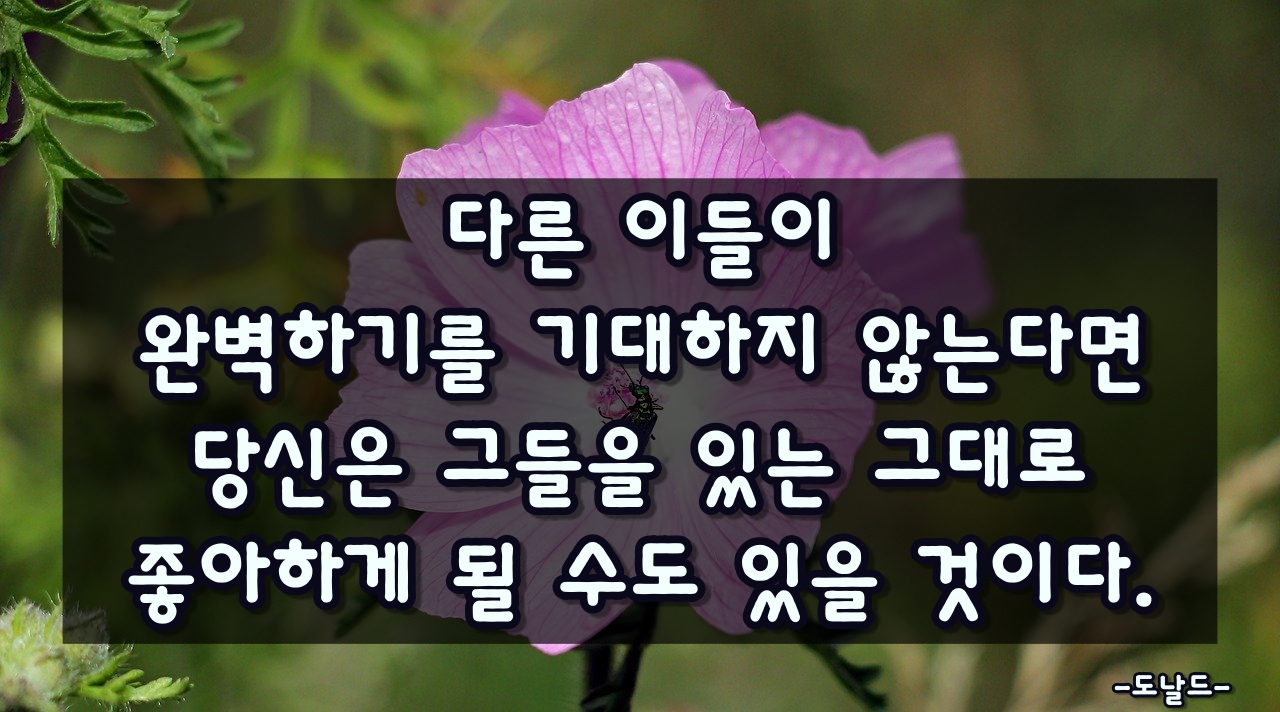 다른 이들이
완벽하기를 기대하지 않는다면
당신은 그들을 있는 그대로
좋아하게 될 수도 있을 것이다.
-도날드-